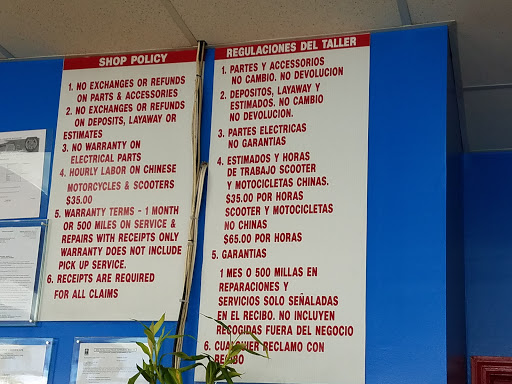 SHOP POLICY
1. NO EXCHANGES OR REFUNDS
ON PARTS & ACCESSORIES
2. NO EXCHANGES OR REFUNDS
ON DEPOSITS, LAYAWAY OR
ESTIMATES
3. NO WARRANTY ON
ELECTRICAL PARTS
4. HOURLY LABOR ON CHINESE
MOTORCYCLES & SCOOTERS
$35.00
5. WARRANTY TERMS - 1 MONTH
OR 500 MILES ON SERVICE &
REPAIRS WITH RECEIPTS ONLY
WARRANTY DOES NOT INCLUDE
PICK UP SERVICE.
6. RECEIPTS ARE REQUIRED
FOR ALL CLAIMS
REGULACIONES DEL TALLER
1. PARTES Y ACCESSORIOS
NO CAMBIO. NO DEVOLUCION
2. DEPOSITOS, LAYAWAY Y
ESTIMADOS. NO CAMBIO
NO DEVOLUCION.
3. PARTES ELECTRICAS
NO GARANTIAS
4. ESTIMADOS Y HORAS
DE TRABAJO SCOOTER
Y MOTOCICLETAS CHINAS.
$35.00 POR HORAS
SCOOTER Y MOTOCICLETAS
NO CHINAS
$65.00 POR HORAS
5. GARANTIAS
1 MES O 500 MILLAS EN
REPARACIONES Y
SERVICIOS SOLO SEÑALADAS
EN EL RECIBO. NO INCLUYEN
RECOGIDAS FUERA DEL NEGOCIO
6. CUALQUIER RECLAMO CON
RECIBO